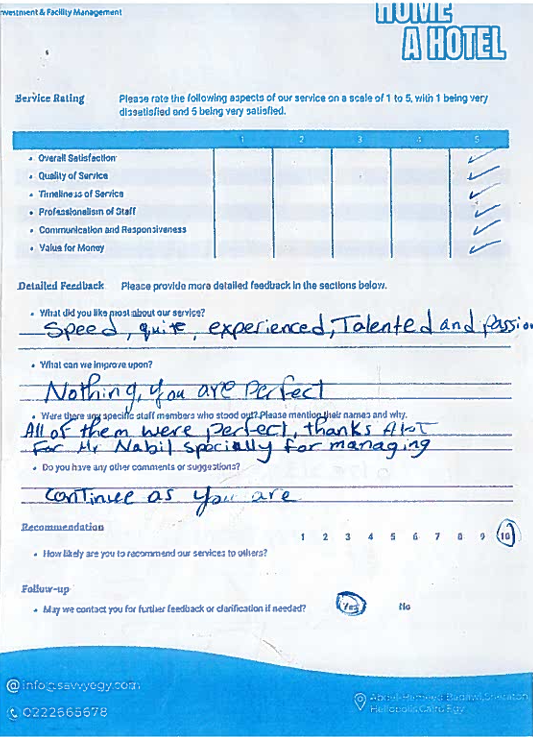 nvestment & Facility Management
HOME
A HOTEL
Service Rating
Please rate the following aspects of our service on a scale of 1 to 5, with 1 being very
dissatisfied and 5 being very satisfied.
1 2 3 4 5
• Overall Satisfaction ✓
• Quality of Service ✓
• Timeliness of Service ✓
• Professionalism of Staff ✓
• Communication and Responsiveness ✓
• Value for Money ✓
Detailed Feedback Please provide more detailed feedback in the sections below.
• What did you like most about our service?
Speed, quite, experienced, Talented and passion
• What can we improve upon?
Nothing, you are perfect
• Were there any specific staff members who stood out? Please mention their names and why.
All of them were perfect, thanks Alot
For Mr Nabil specially for managing
• Do you have any other comments or suggestions?
continue as you are
Recommendation
1 2 3 4 5 6 7 8 9 10
• How likely are you to recommend our services to others?
Follow-up
• May we contact you for further feedback or clarification if needed? Yes No
@info@savvyegy.com
0222665678
Abdel-Hameed Badawi, Sheraton,
Heliopolis, Cairo, Egy